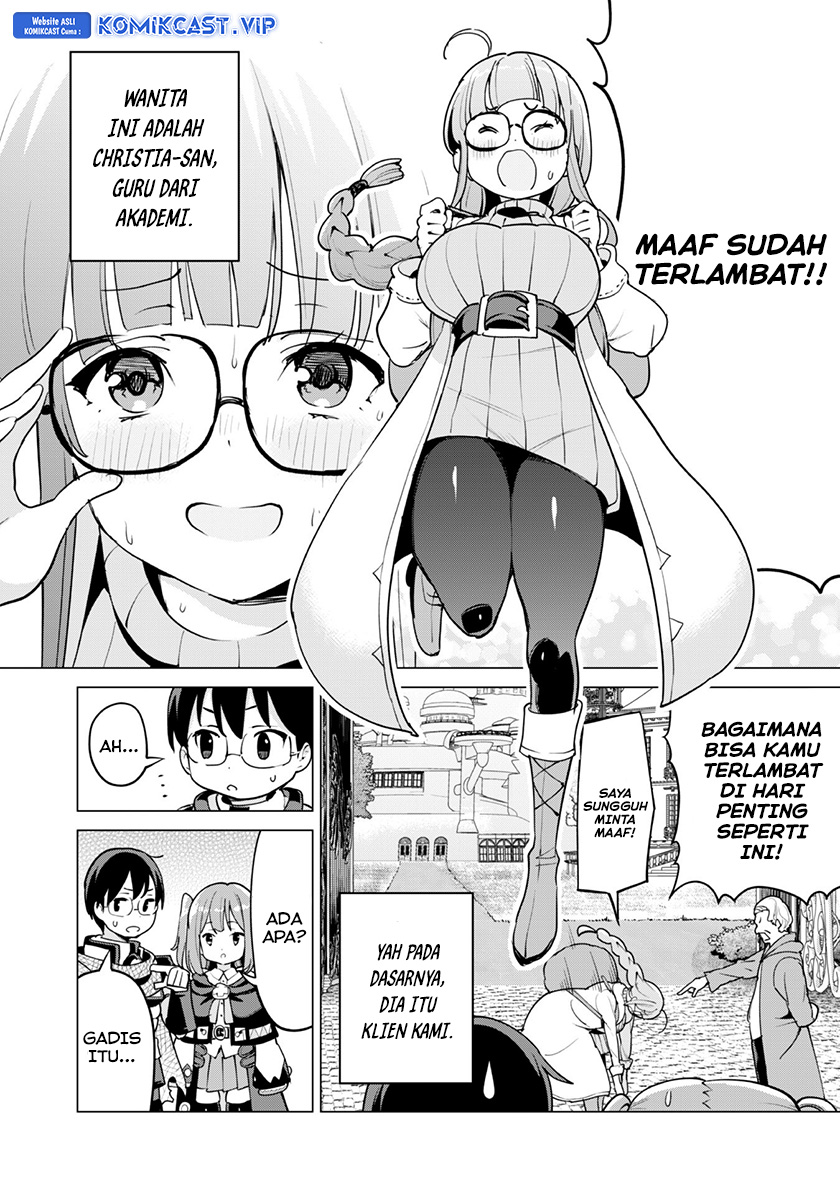 Website ASLI
KOMIKCAST Cuma :
KOMIKCAST.VIP
WANITA
INI ADALAH
CHRISTIA-SAN,
GURU DARI
AKADEMI.
MAAF SUDAH
TERLAMBAT!!
BAGAIMANA
BISA KAMU
TERLAMBAT
DI HARI
PENTING
SEPERTI
INI!
SAYA
SUNGGUH
MINTA
MAAF!
YAH PADA
DASARNYA,
DIA ITU
KLIEN KAMI.
AH...
ADA
APA?
GADIS
ITU...